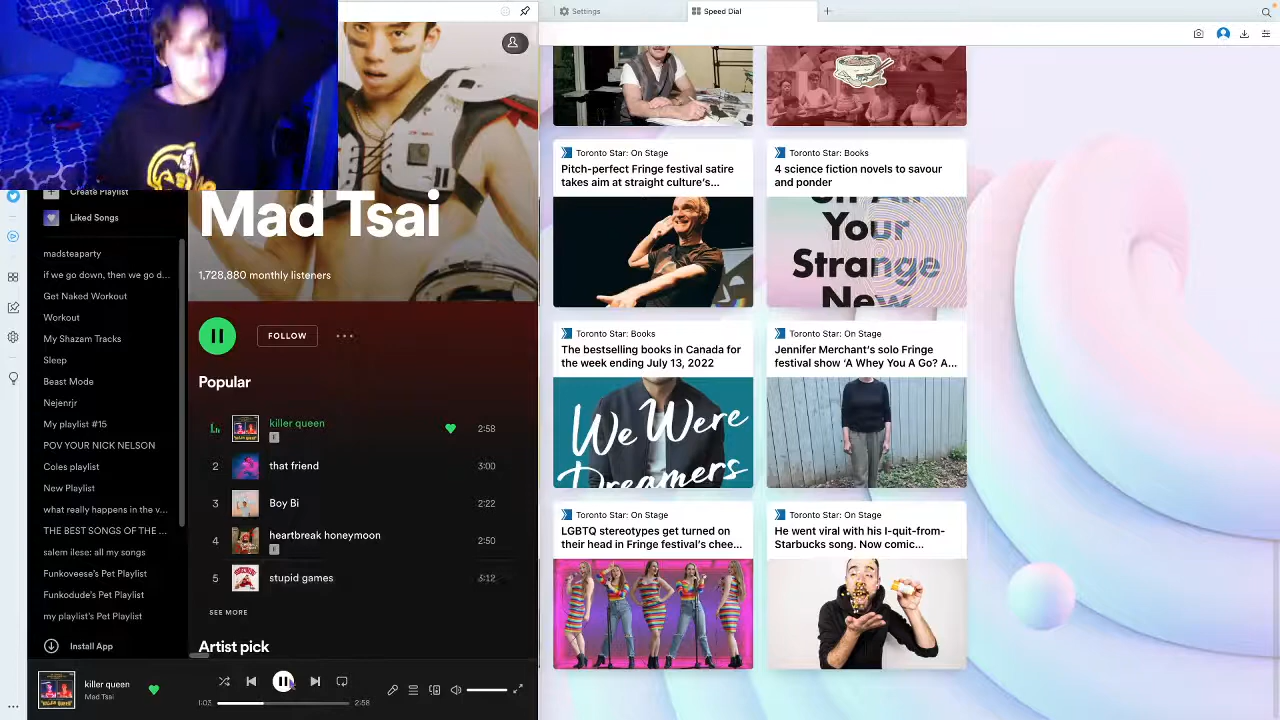 Settings
Speed Dial
Create Playlist
Liked Songs
madsteaparty
if we go down, then we go d...
Get Naked Workout
Workout
My Shazam Tracks
Sleep
Beast Mode
Nejenrjr
My playlist #15
POV YOUR NICK NELSON
Coles playlist
New Playlist
what really happens in the v...
THE BEST SONGS OF THE ...
salem ilese: all my songs
Funkoveese's Pet Playlist
Funkodude's Pet Playlist
my playlist's Pet Playlist
Install App
Mad Tsai
1,728,880 monthly listeners
FOLLOW
Popular
killer queen
E
2:58
2
that friend
3:00
3
Boy Bi
2:22
4
heartbreak honeymoon
E
2:50
5
stupid games
3:12
SEE MORE
Artist pick
killer queen
Mad Tsai
1:03
2:58
Toronto Star: On Stage
Pitch-perfect Fringe festival satire
takes aim at straight culture's...
Toronto Star: Books
4 science fiction novels to savour
and ponder
On All
Your
Strange
New
Toronto Star: Books
The bestselling books in Canada for
the week ending July 13, 2022
We Were
Dreamers
Toronto Star: On Stage
Jennifer Merchant's solo Fringe
festival show 'A Whey You A Go? A...
Toronto Star: On Stage
LGBTQ stereotypes get turned on
their head in Fringe festival's chee...
Toronto Star: On Stage
He went viral with his I-quit-from-
Starbucks song. Now comic...